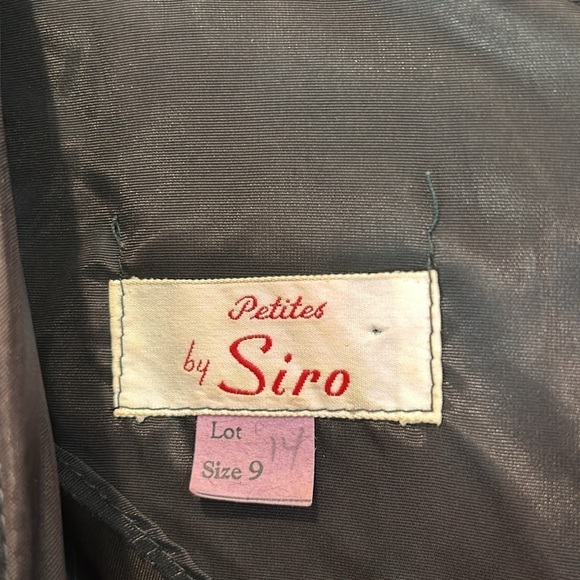 Petites
by Siro
Lot 14
Size 9